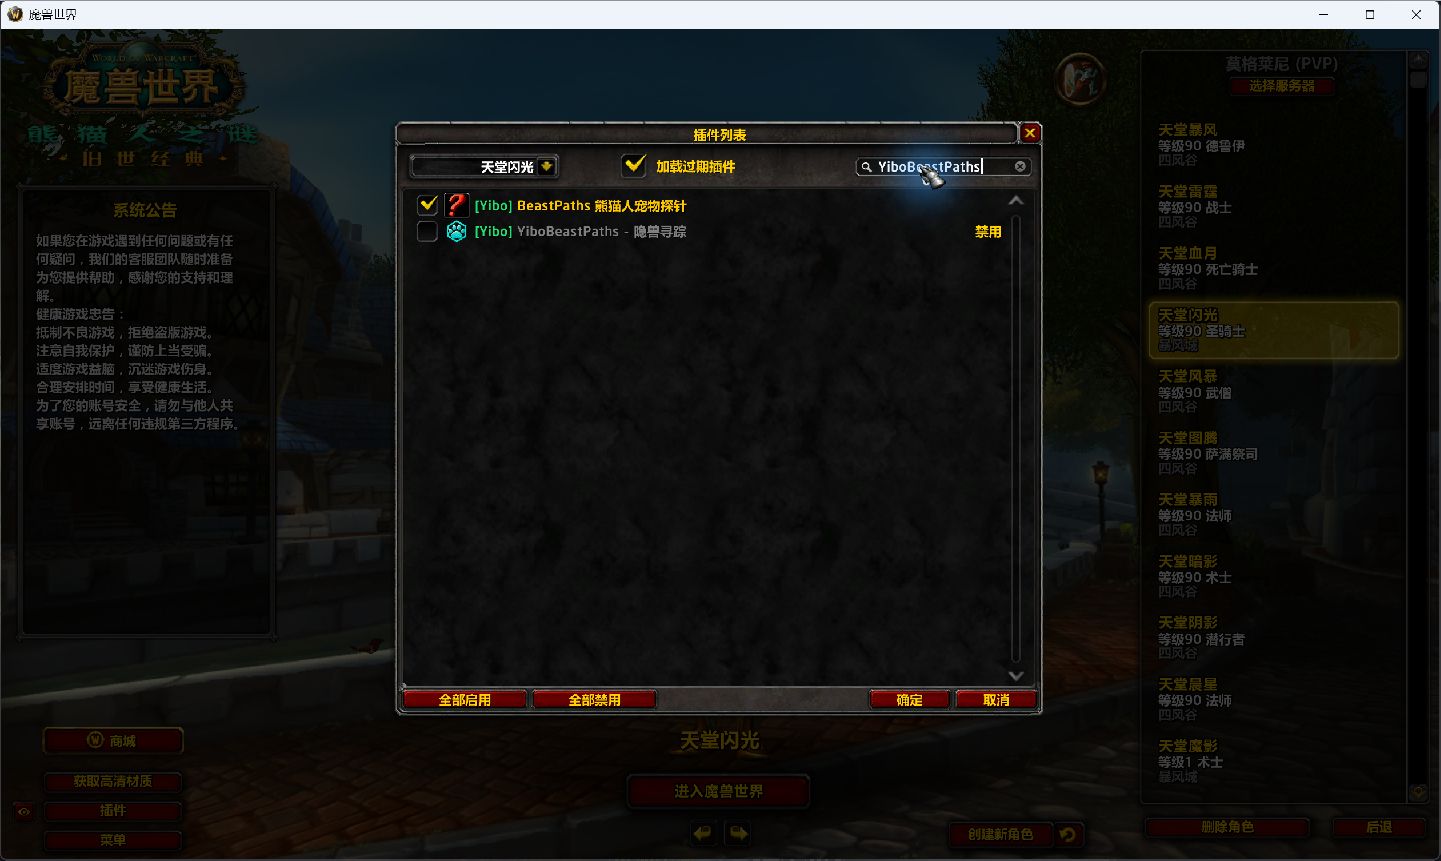 魔兽世界
WORLD OF WARCRAFT
魔兽世界
熊猫人之谜
旧世经典
系统公告
如果您在游戏遇到任何问题或有任
何疑问，我们的客服团队随时准备
为您提供帮助，感谢您的支持和理
解。
健康游戏忠告：
抵制不良游戏，拒绝盗版游戏。
注意自我保护，谨防上当受骗。
适度游戏益脑，沉迷游戏伤身。
合理安排时间，享受健康生活。
为了您的账号安全，请勿与他人共
享账号，远离任何违规第三方程序。
商城
获取高清材质
插件
菜单
插件列表
天堂闪光
加载过期插件
YiboBeastPaths
[Yibo] BeastPaths 熊猫人宠物探针
[Yibo] YiboBeastPaths - 隐兽寻踪
禁用
全部启用
全部禁用
确定
取消
天堂闪光
进入魔兽世界
创建新角色
莫格莱尼 (PVP)
选择服务器
天堂暴风
等级90 德鲁伊
四风谷
天堂雷霆
等级90 战士
四风谷
天堂血月
等级90 死亡骑士
四风谷
天堂闪光
等级90 圣骑士
暴风城
天堂风暴
等级90 武僧
四风谷
天堂图腾
等级90 萨满祭司
四风谷
天堂暴雨
等级90 法师
四风谷
天堂暗影
等级90 术士
四风谷
天堂阴影
等级90 潜行者
四风谷
天堂晨星
等级90 法师
四风谷
天堂魔影
等级1 术士
暴风城
删除角色
后退